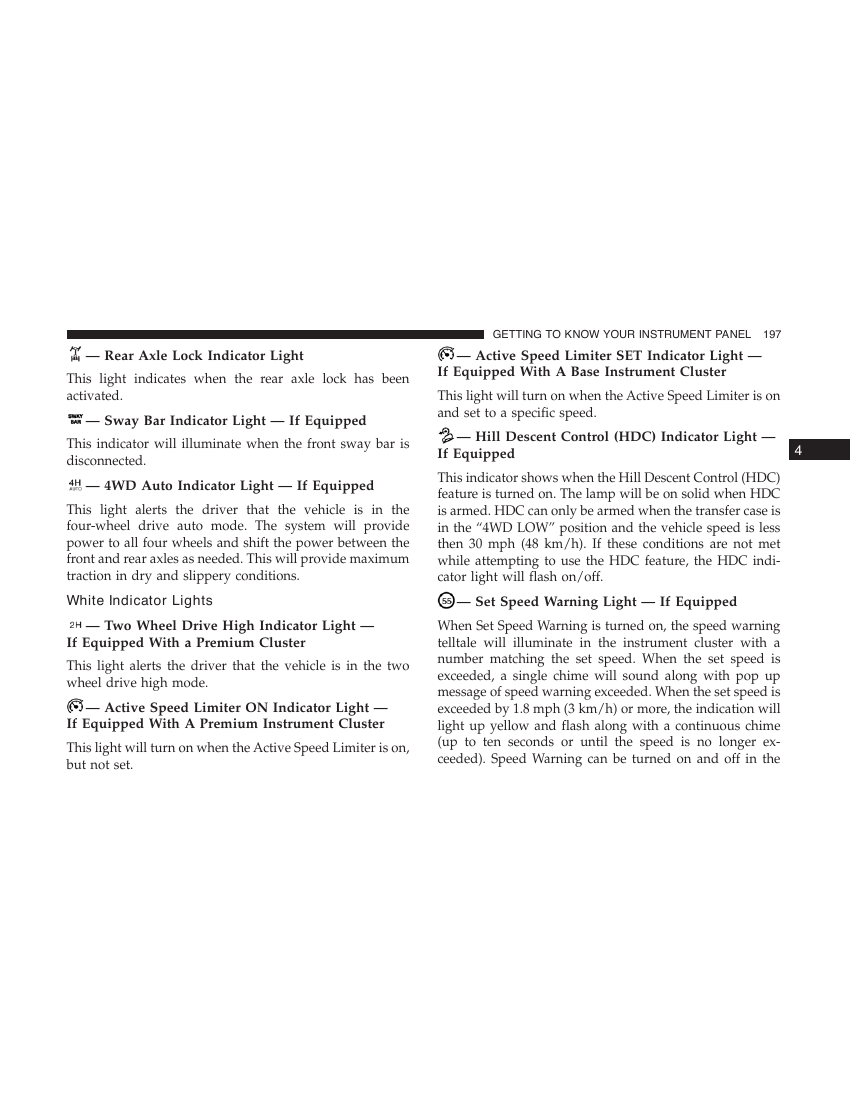 GETTING TO KNOW YOUR INSTRUMENT PANEL 197
— Rear Axle Lock Indicator Light
This light indicates when the rear axle lock has been
activated.
SWAY
BAR — Sway Bar Indicator Light — If Equipped
This indicator will illuminate when the front sway bar is
disconnected.
4H
AUTO — 4WD Auto Indicator Light — If Equipped
This light alerts the driver that the vehicle is in the
four-wheel drive auto mode. The system will provide
power to all four wheels and shift the power between the
front and rear axles as needed. This will provide maximum
traction in dry and slippery conditions.
White Indicator Lights
2H — Two Wheel Drive High Indicator Light —
If Equipped With a Premium Cluster
This light alerts the driver that the vehicle is in the two
wheel drive high mode.
— Active Speed Limiter ON Indicator Light —
If Equipped With A Premium Instrument Cluster
This light will turn on when the Active Speed Limiter is on,
but not set.
— Active Speed Limiter SET Indicator Light —
If Equipped With A Base Instrument Cluster
This light will turn on when the Active Speed Limiter is on
and set to a specific speed.
— Hill Descent Control (HDC) Indicator Light —
If Equipped
This indicator shows when the Hill Descent Control (HDC)
feature is turned on. The lamp will be on solid when HDC
is armed. HDC can only be armed when the transfer case is
in the “4WD LOW” position and the vehicle speed is less
then 30 mph (48 km/h). If these conditions are not met
while attempting to use the HDC feature, the HDC indi-
cator light will flash on/off.
55 — Set Speed Warning Light — If Equipped
When Set Speed Warning is turned on, the speed warning
telltale will illuminate in the instrument cluster with a
number matching the set speed. When the set speed is
exceeded, a single chime will sound along with pop up
message of speed warning exceeded. When the set speed is
exceeded by 1.8 mph (3 km/h) or more, the indication will
light up yellow and flash along with a continuous chime
(up to ten seconds or until the speed is no longer ex-
ceeded). Speed Warning can be turned on and off in the
4